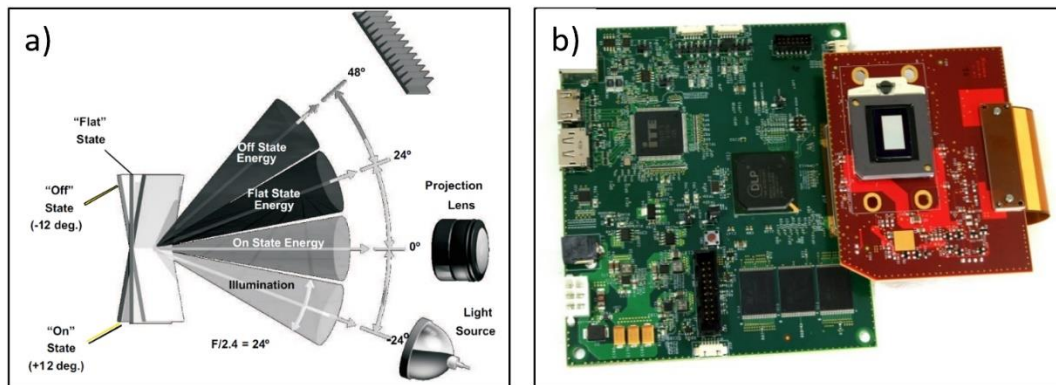 a)
48º
"Flat"
State
Off State
Energy
24º
Flat State
Energy
"Off"
State
(-12 deg.)
Projection
Lens
On State Energy
0º
Illumination
Light
Source
"On"
State
(+12 deg.)
-24º
F/2.4 = 24º
b)
ITE
DLP